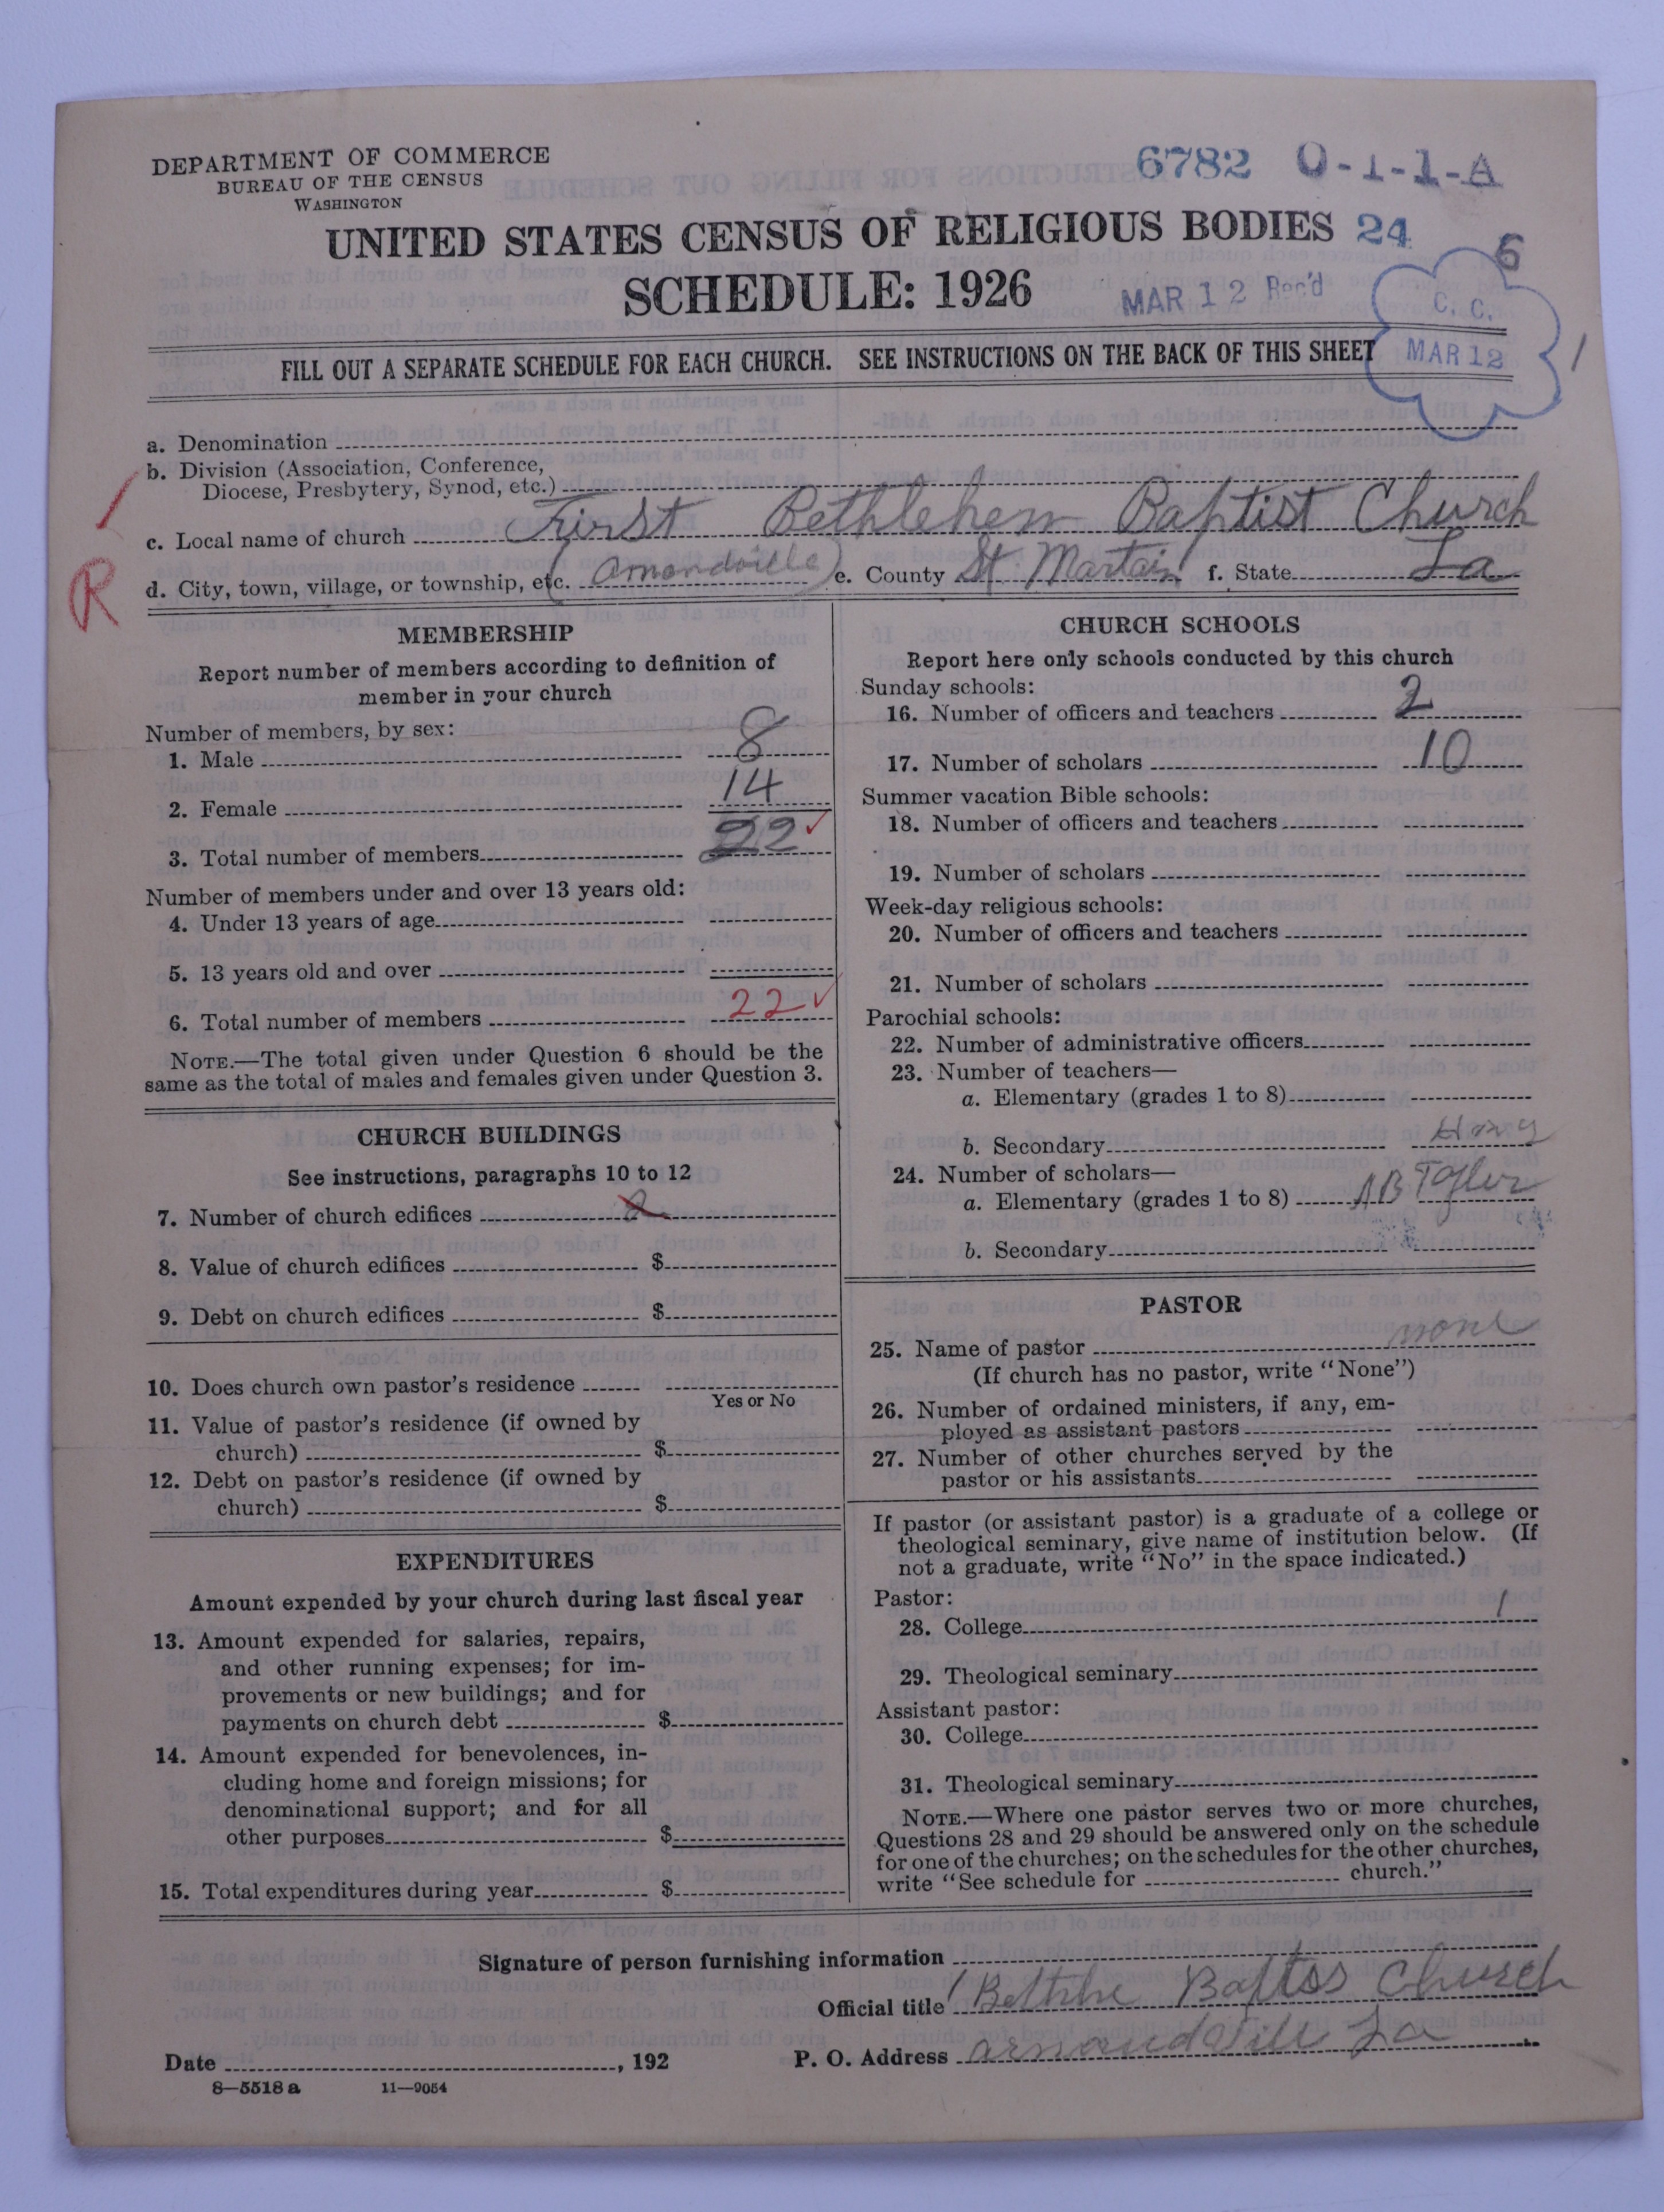 DEPARTMENT OF COMMERCE
BUREAU OF THE CENSUS
WASHINGTON
6782 0-1-1-A
UNITED STATES CENSUS OF RELIGIOUS BODIES 24
6
SCHEDULE: 1926
MAR 12 Rec'd
C. C.
MAR 12
FILL OUT A SEPARATE SCHEDULE FOR EACH CHURCH. SEE INSTRUCTIONS ON THE BACK OF THIS SHEET
a. Denomination
b. Division (Association, Conference,
Diocese, Presbytery, Synod, etc.)
c. Local name of church First Bethlehem Baptist Church
R
d. City, town, village, or township, etc. (Arnondville) e. County St. Martain f. State La
MEMBERSHIP
Report number of members according to definition of
member in your church
Number of members, by sex:
1. Male 8
2. Female 14
3. Total number of members 22 ✓
Number of members under and over 13 years old:
4. Under 13 years of age
5. 13 years old and over
6. Total number of members 22 ✓
NOTE.—The total given under Question 6 should be the
same as the total of males and females given under Question 3.
CHURCH BUILDINGS
See instructions, paragraphs 10 to 12
7. Number of church edifices
8. Value of church edifices $
9. Debt on church edifices $
10. Does church own pastor's residence
Yes or No
11. Value of pastor's residence (if owned by
church) $
12. Debt on pastor's residence (if owned by
church) $
EXPENDITURES
Amount expended by your church during last fiscal year
13. Amount expended for salaries, repairs,
and other running expenses; for im-
provements or new buildings; and for
payments on church debt $
14. Amount expended for benevolences, in-
cluding home and foreign missions; for
denominational support; and for all
other purposes $
15. Total expenditures during year $
CHURCH SCHOOLS
Report here only schools conducted by this church
Sunday schools:
16. Number of officers and teachers 2
17. Number of scholars 10
Summer vacation Bible schools:
18. Number of officers and teachers
19. Number of scholars
Week-day religious schools:
20. Number of officers and teachers
21. Number of scholars
Parochial schools:
22. Number of administrative officers
23. Number of teachers—
a. Elementary (grades 1 to 8)
b. Secondary
24. Number of scholars—
a. Elementary (grades 1 to 8) AB
b. Secondary
PASTOR
25. Name of pastor none
(If church has no pastor, write "None")
26. Number of ordained ministers, if any, em-
ployed as assistant pastors
27. Number of other churches served by the
pastor or his assistants
If pastor (or assistant pastor) is a graduate of a college or
theological seminary, give name of institution below. (If
not a graduate, write "No" in the space indicated.)
Pastor:
28. College
29. Theological seminary
Assistant pastor:
30. College
31. Theological seminary
NOTE.—Where one pastor serves two or more churches,
Questions 28 and 29 should be answered only on the schedule
for one of the churches; on the schedules for the other churches,
write "See schedule for church."
Signature of person furnishing information
Official title Church
Date , 192
P. O. Address arnaudvill La
8—5518 a 11—9054